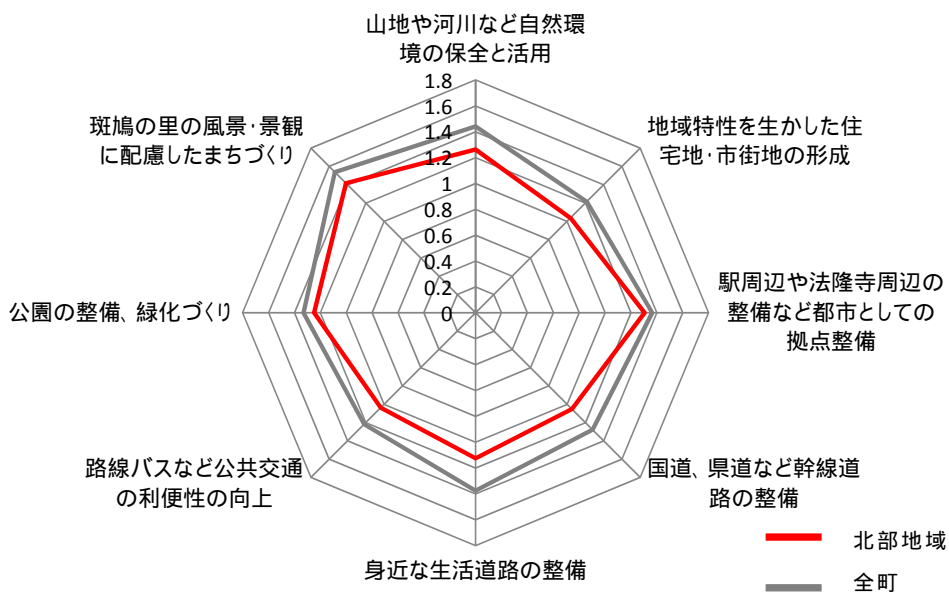 山地や河川など自然環
境の保全と活用
地域特性を生かした住
宅地・市街地の形成
駅周辺や法隆寺周辺の
整備など都市としての
拠点整備
国道、県道など幹線道
路の整備
身近な生活道路の整備
路線バスなど公共交通
の利便性の向上
公園の整備、緑化づくり
斑鳩の里の風景・景観
に配慮したまちづくり
1.8
1.6
1.4
1.2
1
0.8
0.6
0.4
0.2
0
北部地域
全町